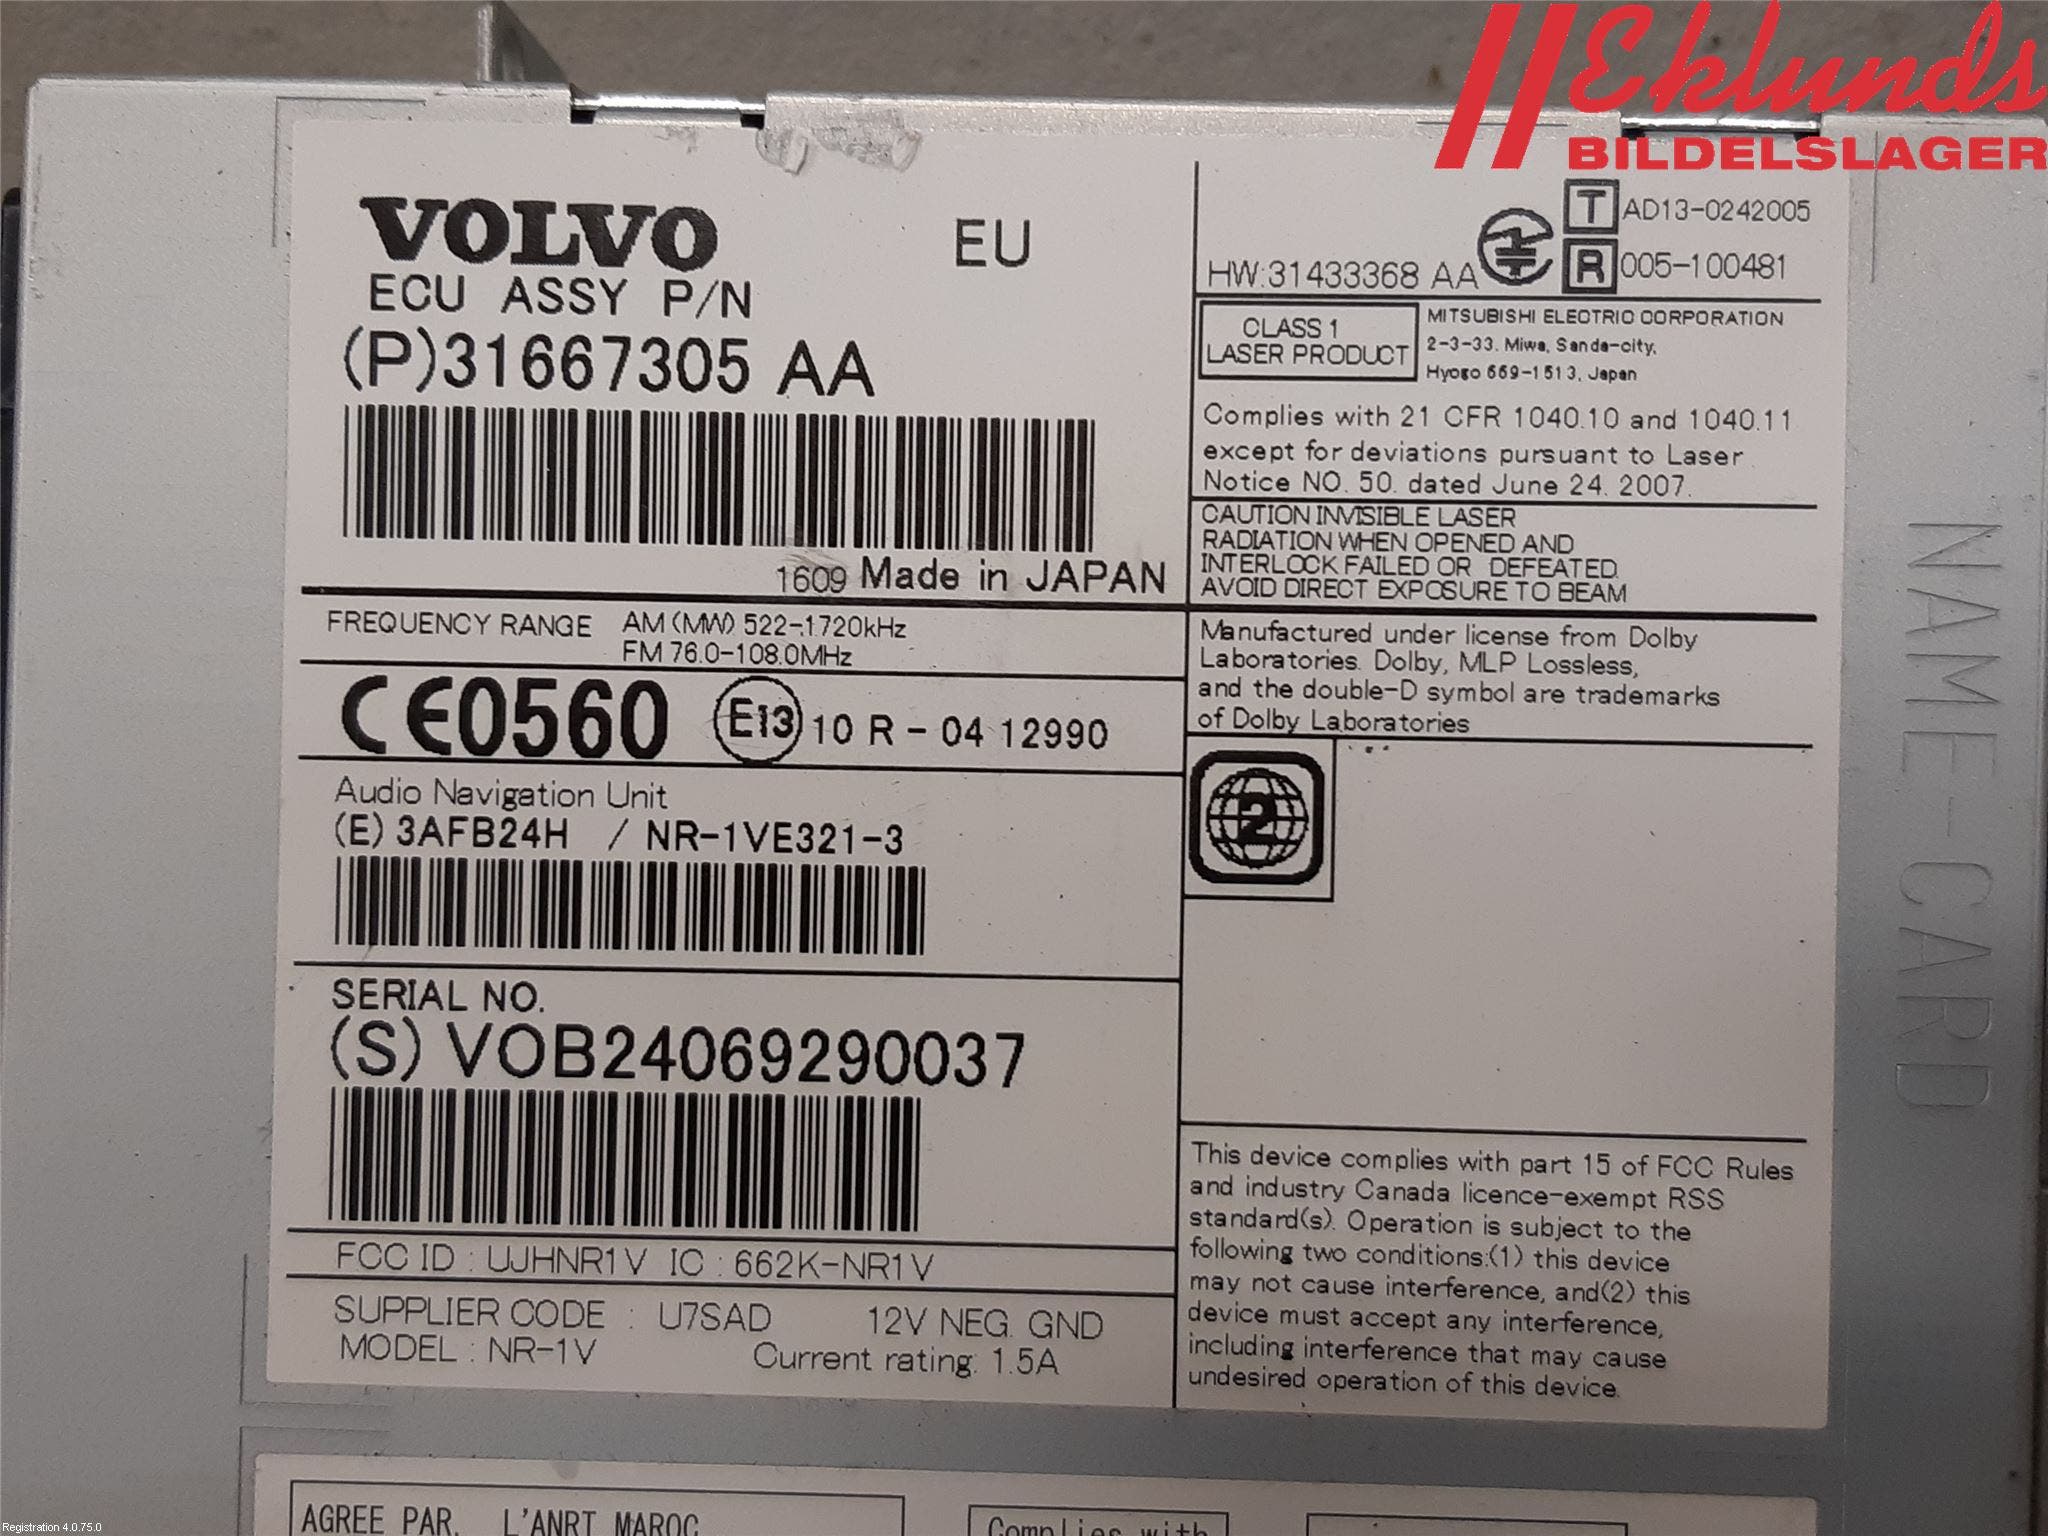 Eklunds
BILDELSLAGER
VOLVO
EU
ECU ASSY P/N
(P)31667305 AA
1609 Made in JAPAN
FREQUENCY RANGE AM(MW) 522-1720kHz
FM 76.0-108.0MHz
CE0560 E13 10 R - 04 12990
Audio Navigation Unit
(E) 3AFB24H / NR-1VE321-3
SERIAL NO.
(S) VOB24069290037
FCC ID : UJHNR1V IC : 662K-NR1V
SUPPLIER CODE : U7SAD 12V NEG. GND
MODEL : NR-1V Current rating: 1.5A
T AD13-0242005
HW:31433368 AA R 005-100481
CLASS 1
LASER PRODUCT
MITSUBISHI ELECTRIC CORPORATION
2-3-33. Miwa, Sanda-city,
Hyogo 669-1513, Japan
Complies with 21 CFR 1040.10 and 1040.11
except for deviations pursuant to Laser
Notice NO. 50. dated June 24. 2007.
CAUTION INVISIBLE LASER
RADIATION WHEN OPENED AND
INTERLOCK FAILED OR DEFEATED.
AVOID DIRECT EXPOSURE TO BEAM
Manufactured under license from Dolby
Laboratories. Dolby, MLP Lossless,
and the double-D symbol are trademarks
of Dolby Laboratories
2
This device complies with part 15 of FCC Rules
and industry Canada licence-exempt RSS
standard(s). Operation is subject to the
following two conditions:(1) this device
may not cause interference, and(2) this
device must accept any interference,
including interference that may cause
undesired operation of this device.
NAME-CARD
AGREE PAR. L'ANRT MAROC
Complies with
Registration 4.0.75.0